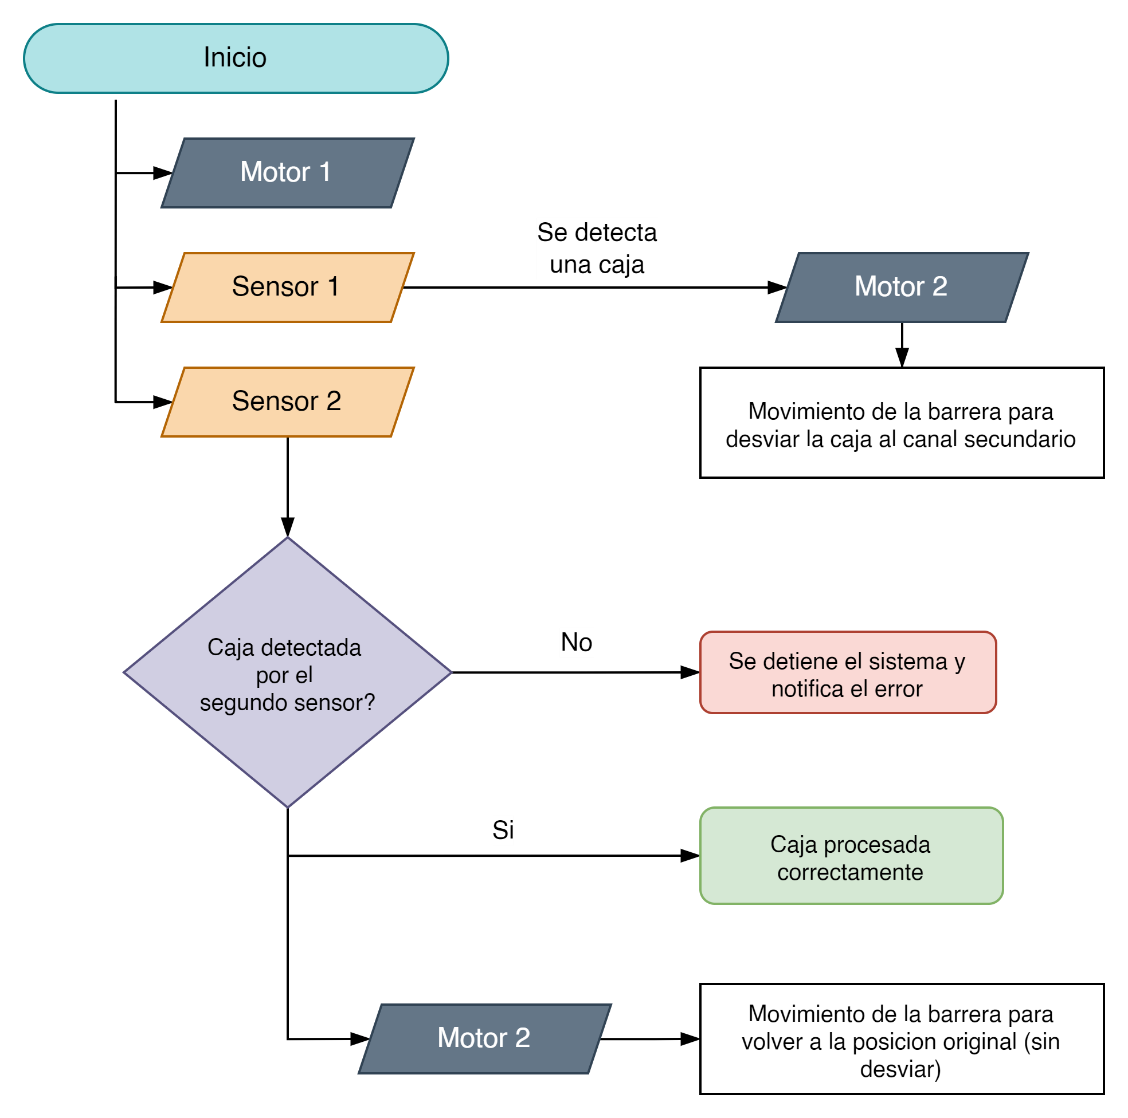 Inicio
Motor 1
Se detecta
una caja
Sensor 1
Motor 2
Sensor 2
Movimiento de la barrera para
desviar la caja al canal secundario
Caja detectada
por el
segundo sensor?
No
Se detiene el sistema y
notifica el error
Si
Caja procesada
correctamente
Motor 2
Movimiento de la barrera para
volver a la posicion original (sin
desviar)